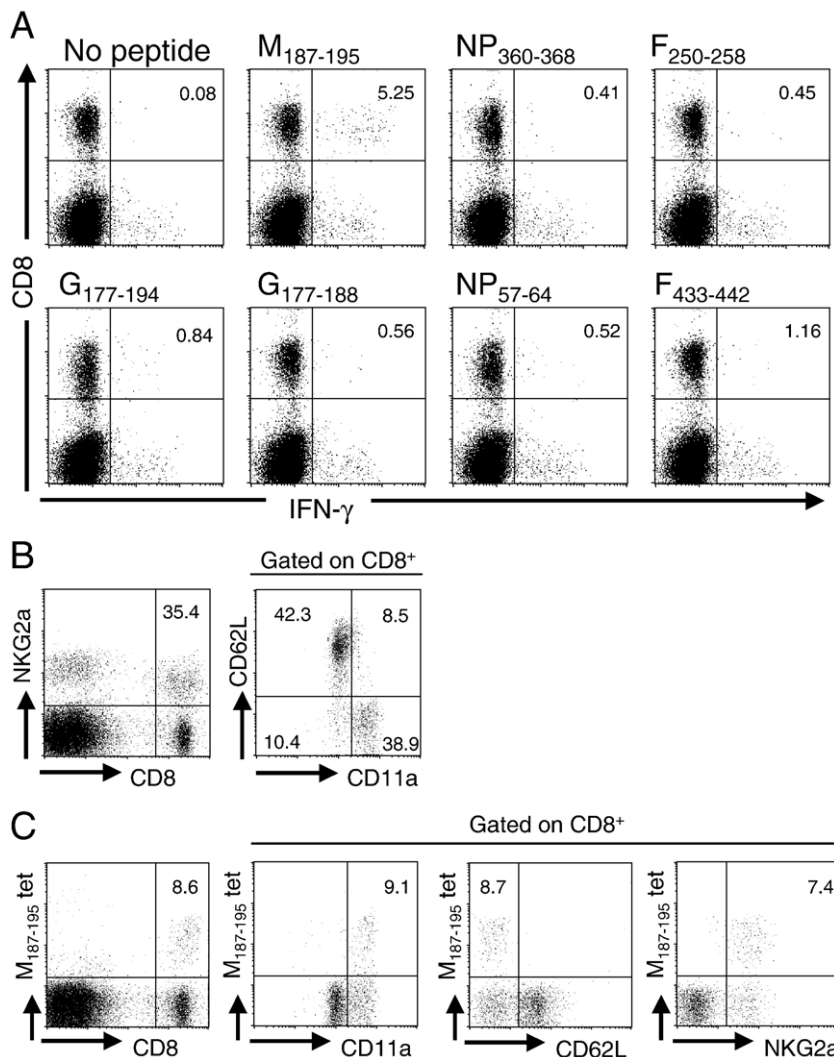 A
No peptide
M187-195
NP360-368
F250-258
0.08
5.25
0.41
0.45
G177-194
G177-188
NP57-64
F433-442
0.84
0.56
0.52
1.16
CD8
IFN-γ
B
Gated on CD8+
35.4
42.3
8.5
10.4
38.9
NKG2a
CD62L
CD8
CD11a
C
Gated on CD8+
8.6
9.1
8.7
7.4
M187-195 tet
M187-195 tet
M187-195 tet
M187-195 tet
CD8
CD11a
CD62L
NKG2a